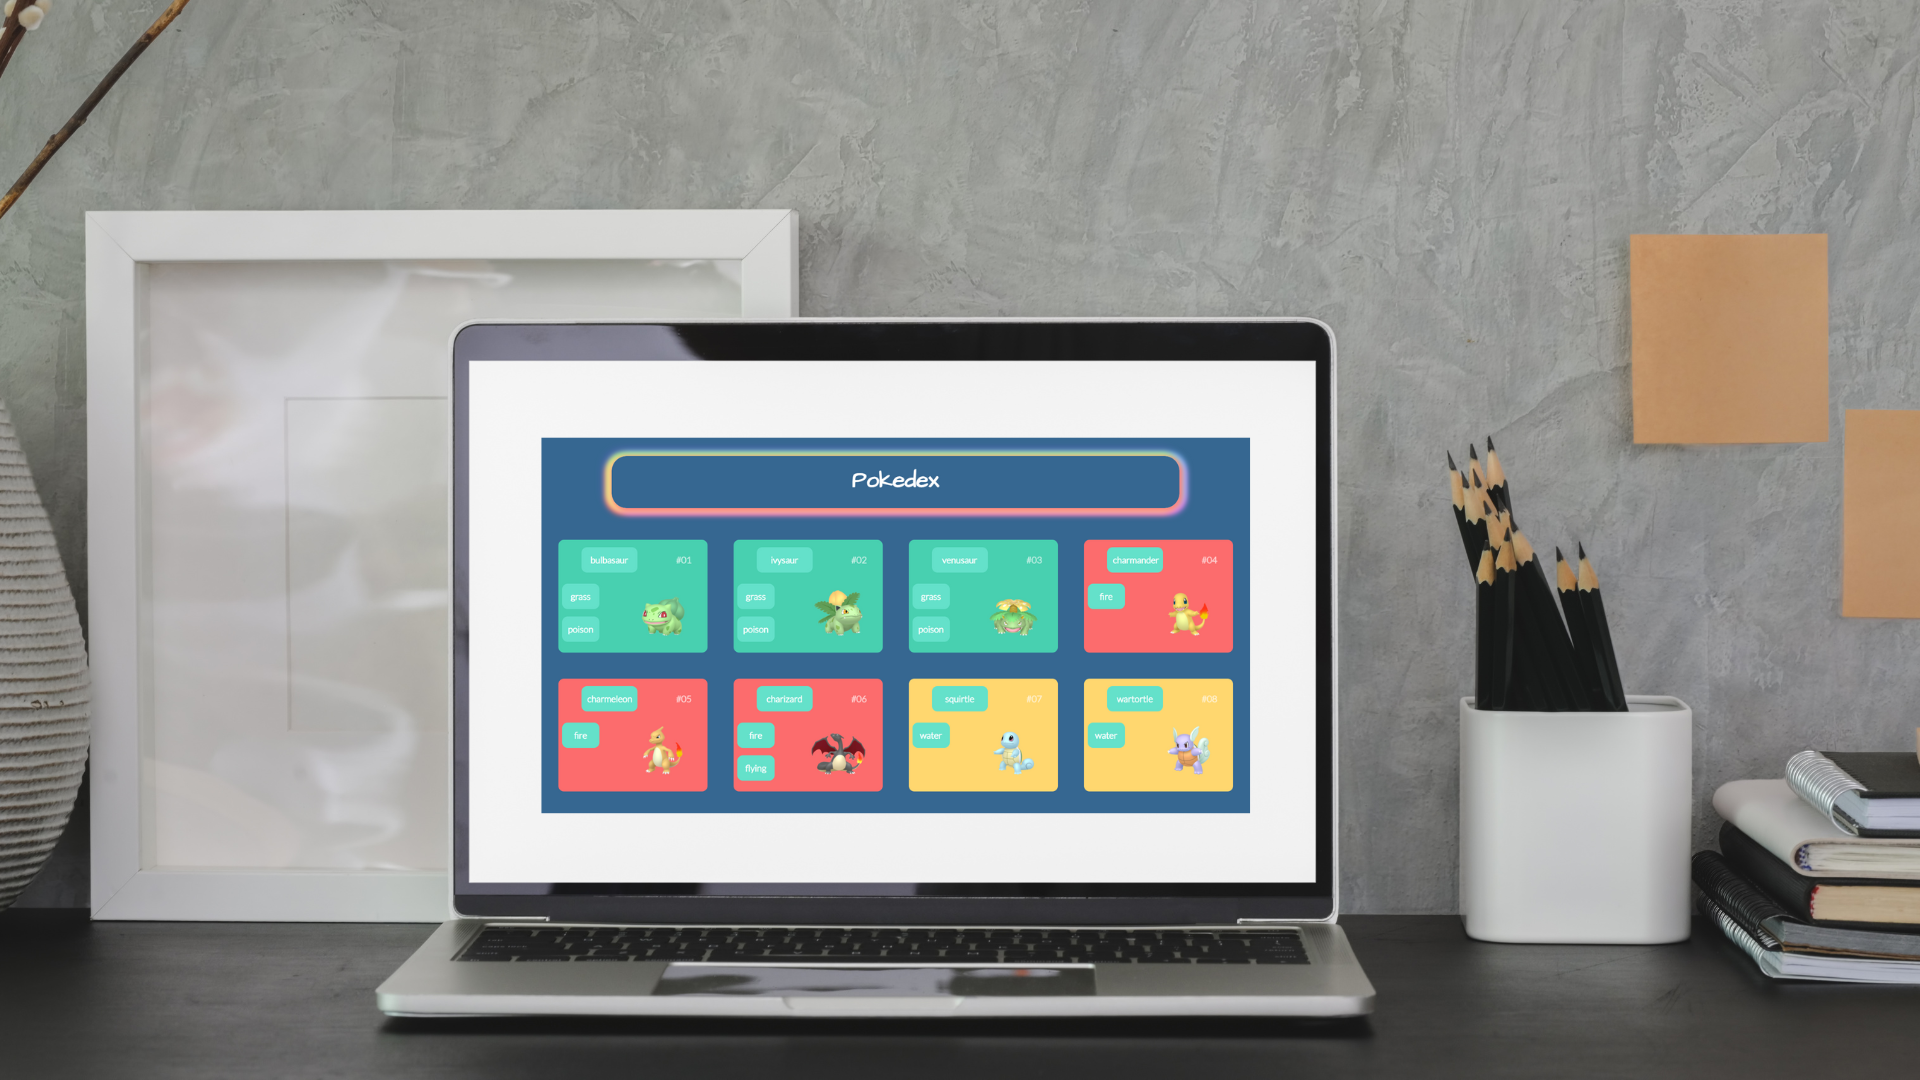 Pokedex
bulbasaur #01
grass
poison
ivysaur #02
grass
poison
venusaur #03
grass
poison
charmander #04
fire
charmeleon #05
fire
charizard #06
fire
flying
squirtle #07
water
wartortle #08
water